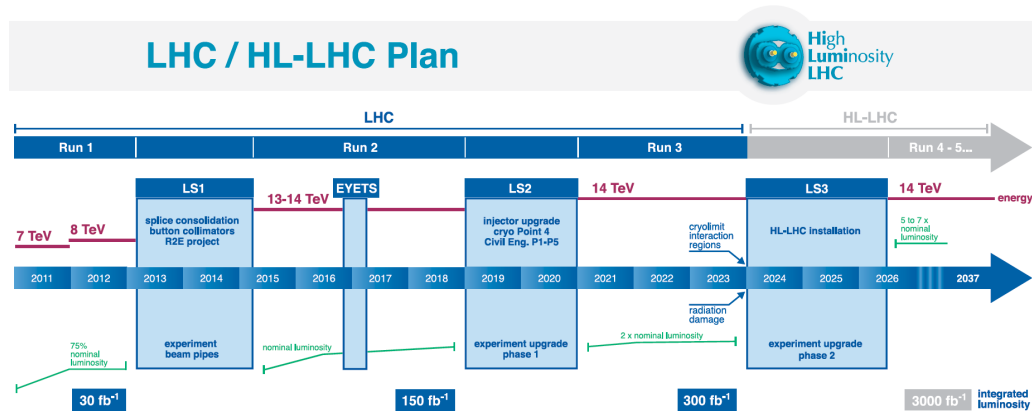 LHC / HL-LHC Plan
High
Luminosity
LHC
LHC
HL-LHC
Run 1
Run 2
Run 3
Run 4 - 5...
LS1
EYETS
LS2
LS3
7 TeV
8 TeV
13-14 TeV
14 TeV
14 TeV
energy
splice consolidation
button collimators
R2E project
injector upgrade
cryo Point 4
Civil Eng. P1-P5
cryolimit
interaction
regions
HL-LHC installation
5 to 7 x
nominal
luminosity
2011 2012 2013 2014 2015 2016 2017 2018 2019 2020 2021 2022 2023 2024 2025 2026 2037
radiation
damage
75%
nominal
luminosity
experiment
beam pipes
nominal luminosity
experiment upgrade
phase 1
2 x nominal luminosity
experiment upgrade
phase 2
30 fb⁻¹
150 fb⁻¹
300 fb⁻¹
3000 fb⁻¹
integrated
luminosity